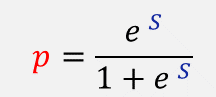 p = e^S / (1 + e^S)